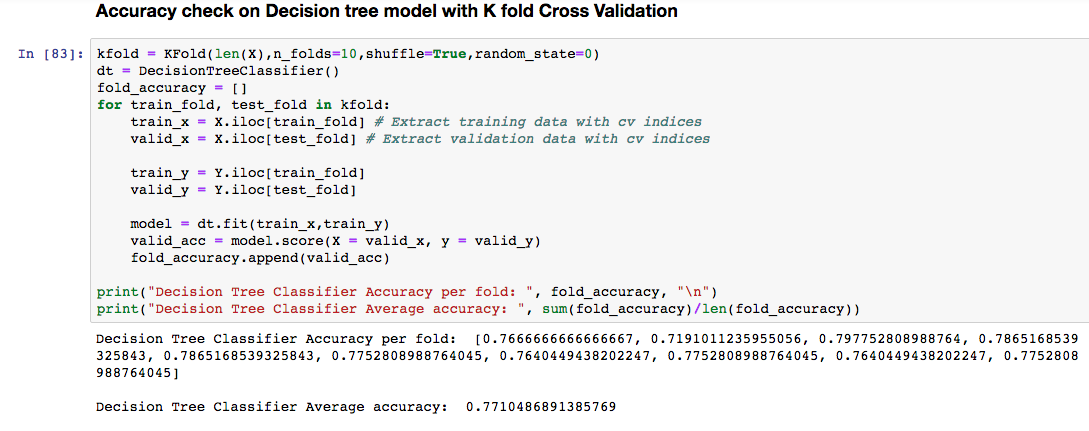 Accuracy check on Decision tree model with K fold Cross Validation
In [83]: kfold = KFold(len(X),n_folds=10,shuffle=True,random_state=0)
dt = DecisionTreeClassifier()
fold_accuracy = []
for train_fold, test_fold in kfold:
    train_x = X.iloc[train_fold] # Extract training data with cv indices
    valid_x = X.iloc[test_fold] # Extract validation data with cv indices

    train_y = Y.iloc[train_fold]
    valid_y = Y.iloc[test_fold]

    model = dt.fit(train_x,train_y)
    valid_acc = model.score(X = valid_x, y = valid_y)
    fold_accuracy.append(valid_acc)

print("Decision Tree Classifier Accuracy per fold: ", fold_accuracy, "\n")
print("Decision Tree Classifier Average accuracy: ", sum(fold_accuracy)/len(fold_accuracy))
Decision Tree Classifier Accuracy per fold:  [0.7666666666666667, 0.7191011235955056, 0.797752808988764, 0.7865168539
325843, 0.7865168539325843, 0.7752808988764045, 0.7640449438202247, 0.7752808988764045, 0.7640449438202247, 0.7752808
988764045]

Decision Tree Classifier Average accuracy:  0.7710486891385769